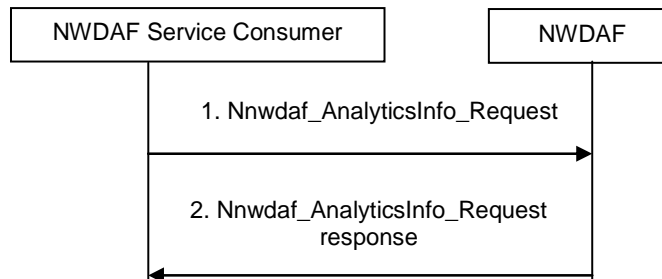 NWDAF Service Consumer
NWDAF
1. Nnwdaf_AnalyticsInfo_Request
2. Nnwdaf_AnalyticsInfo_Request
response